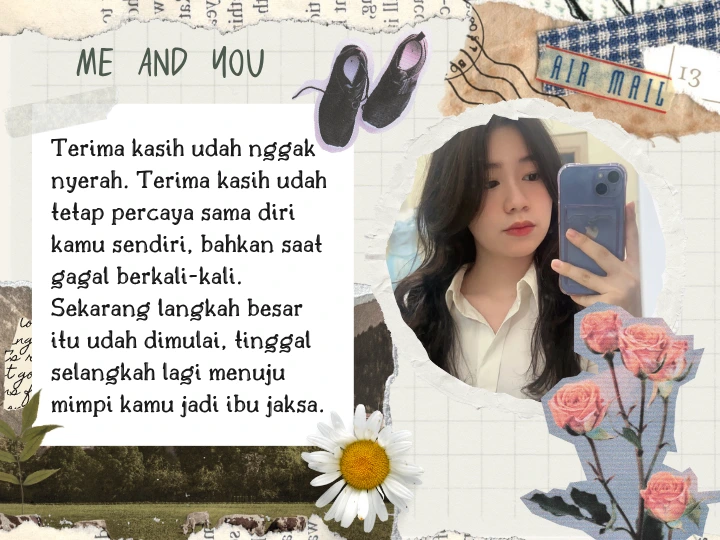 ME AND YOU
AIR MAIL
13
Terima kasih udah nggak
nyerah. Terima kasih udah
tetap percaya sama diri
kamu sendiri, bahkan saat
gagal berkali-kali.
Sekarang langkah besar
itu udah dimulai, tinggal
selangkah lagi menuju
mimpi kamu jadi ibu jaksa.